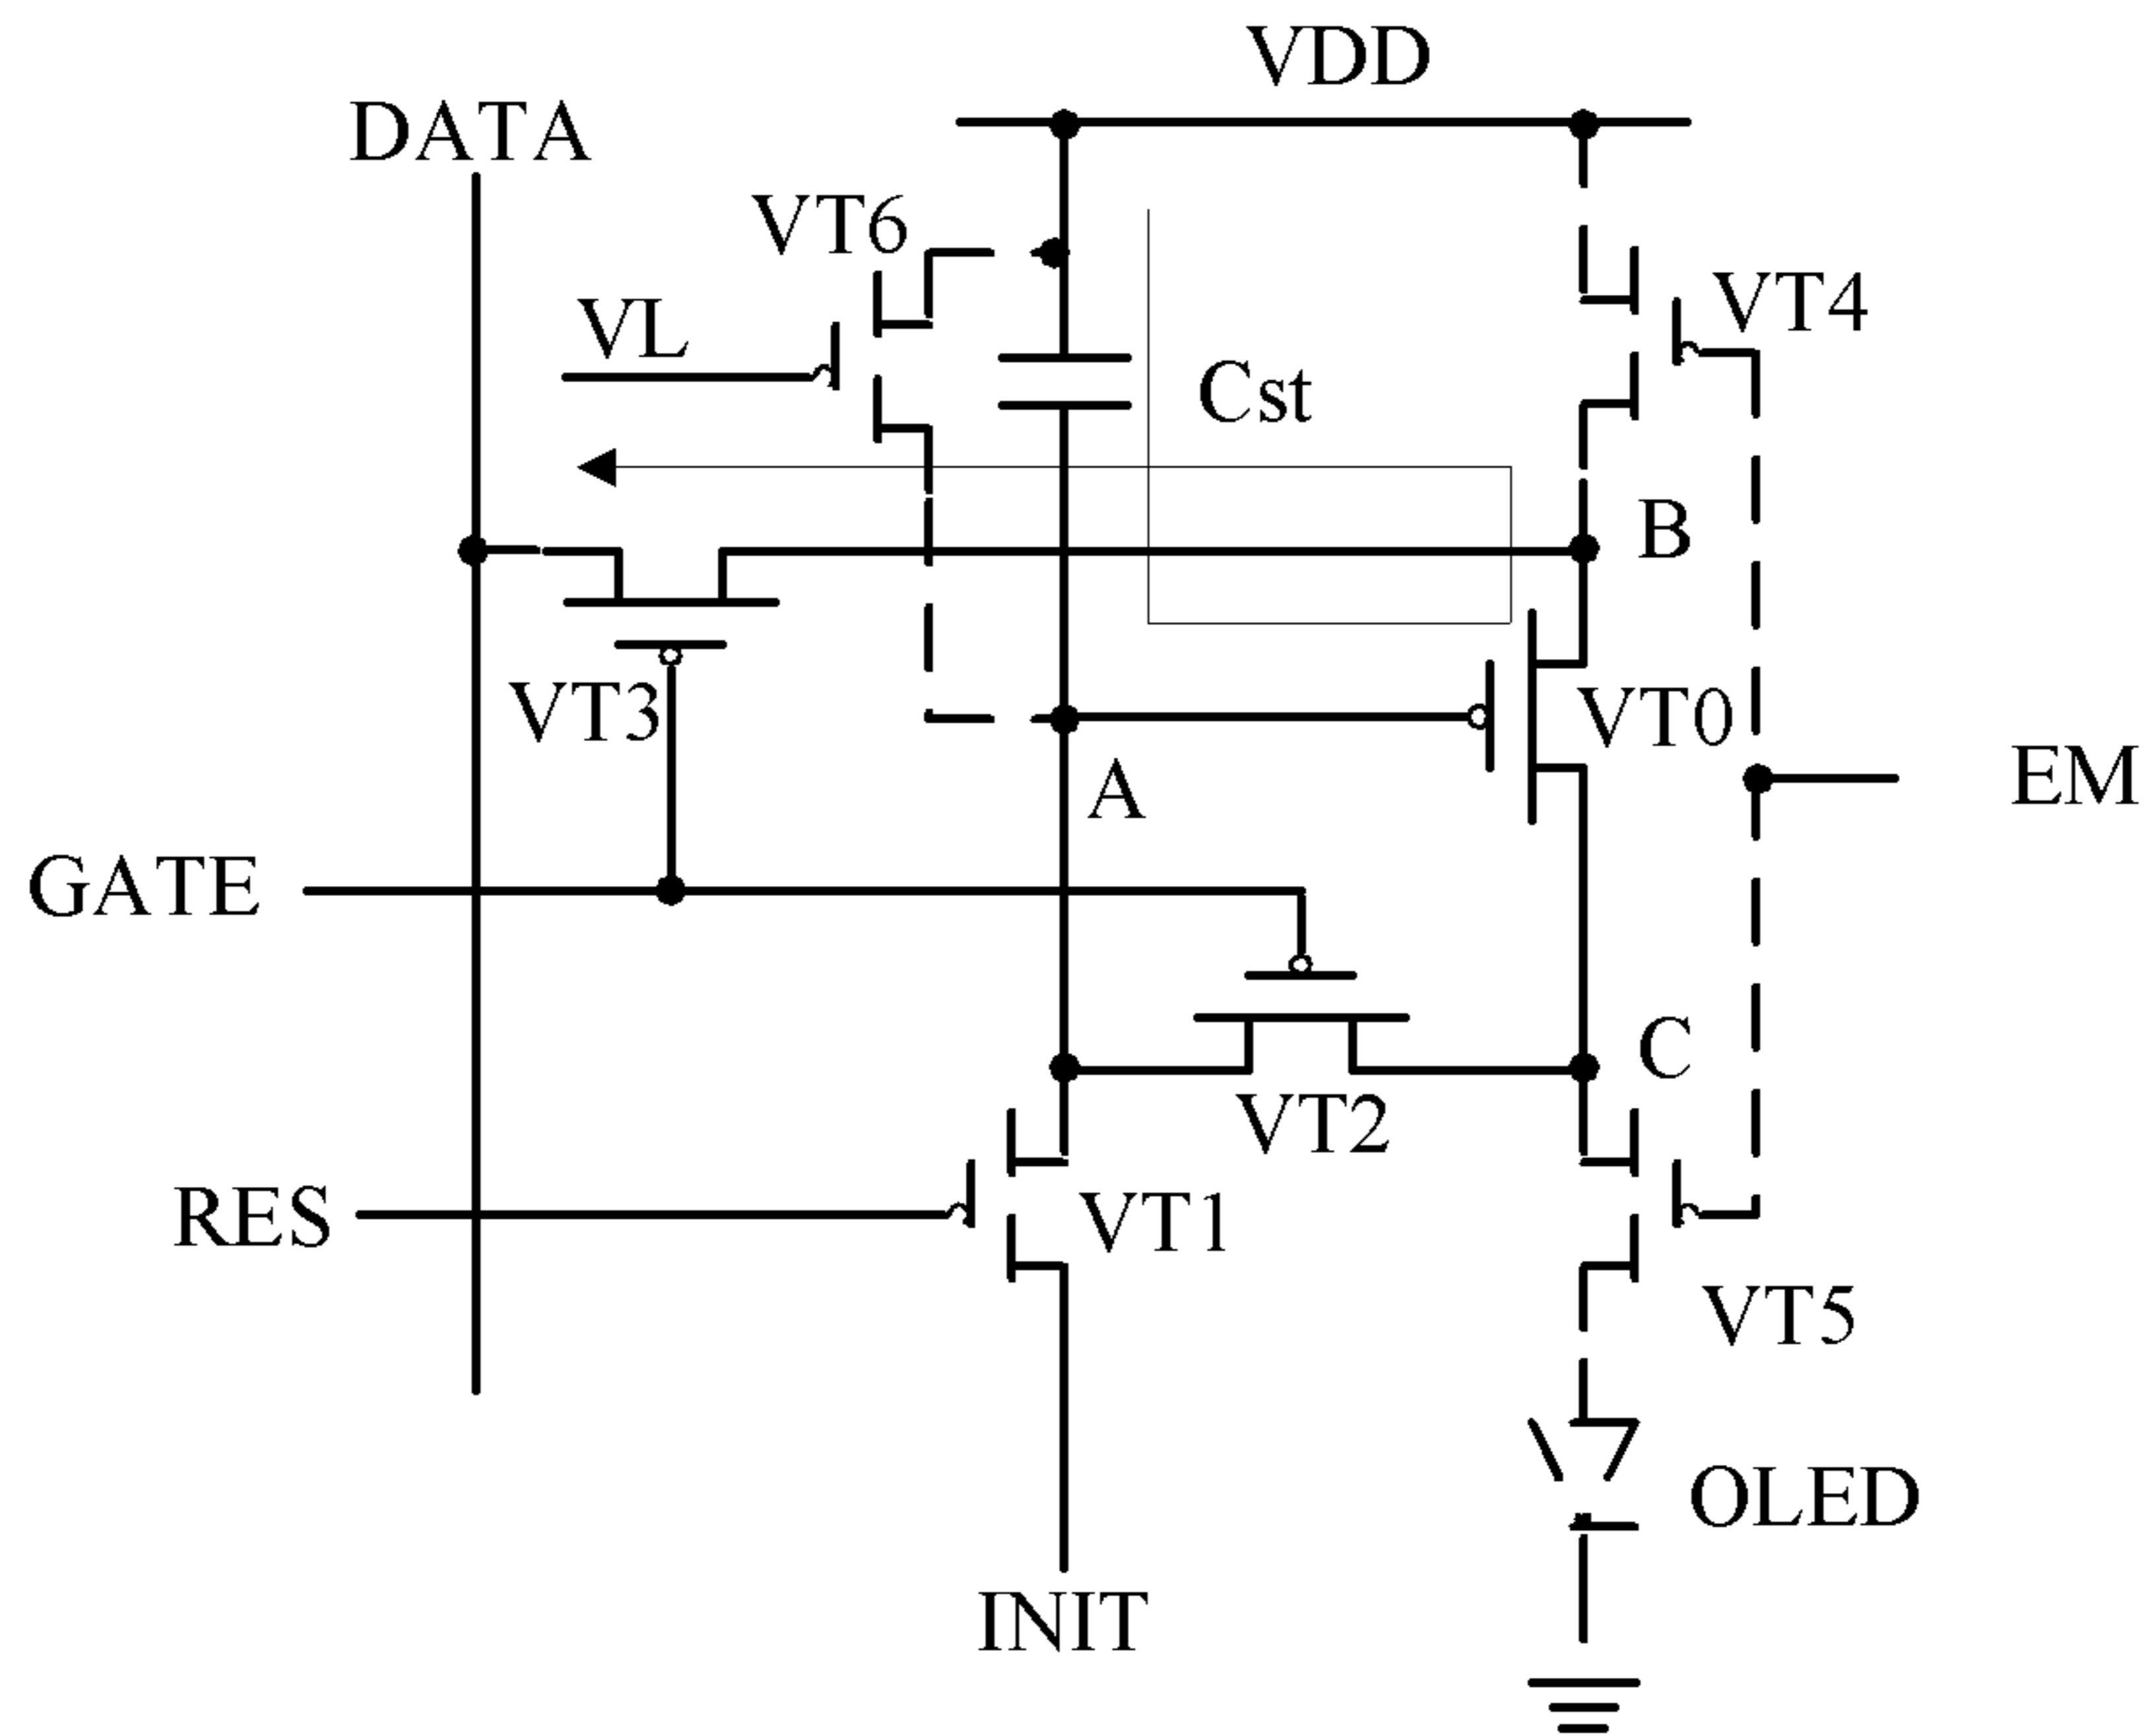 VDD
DATA
VT6
VL
VT4
Cst
B
VT3
VT0
A
EM
GATE
C
VT2
RES
VT1
VT5
OLED
INIT